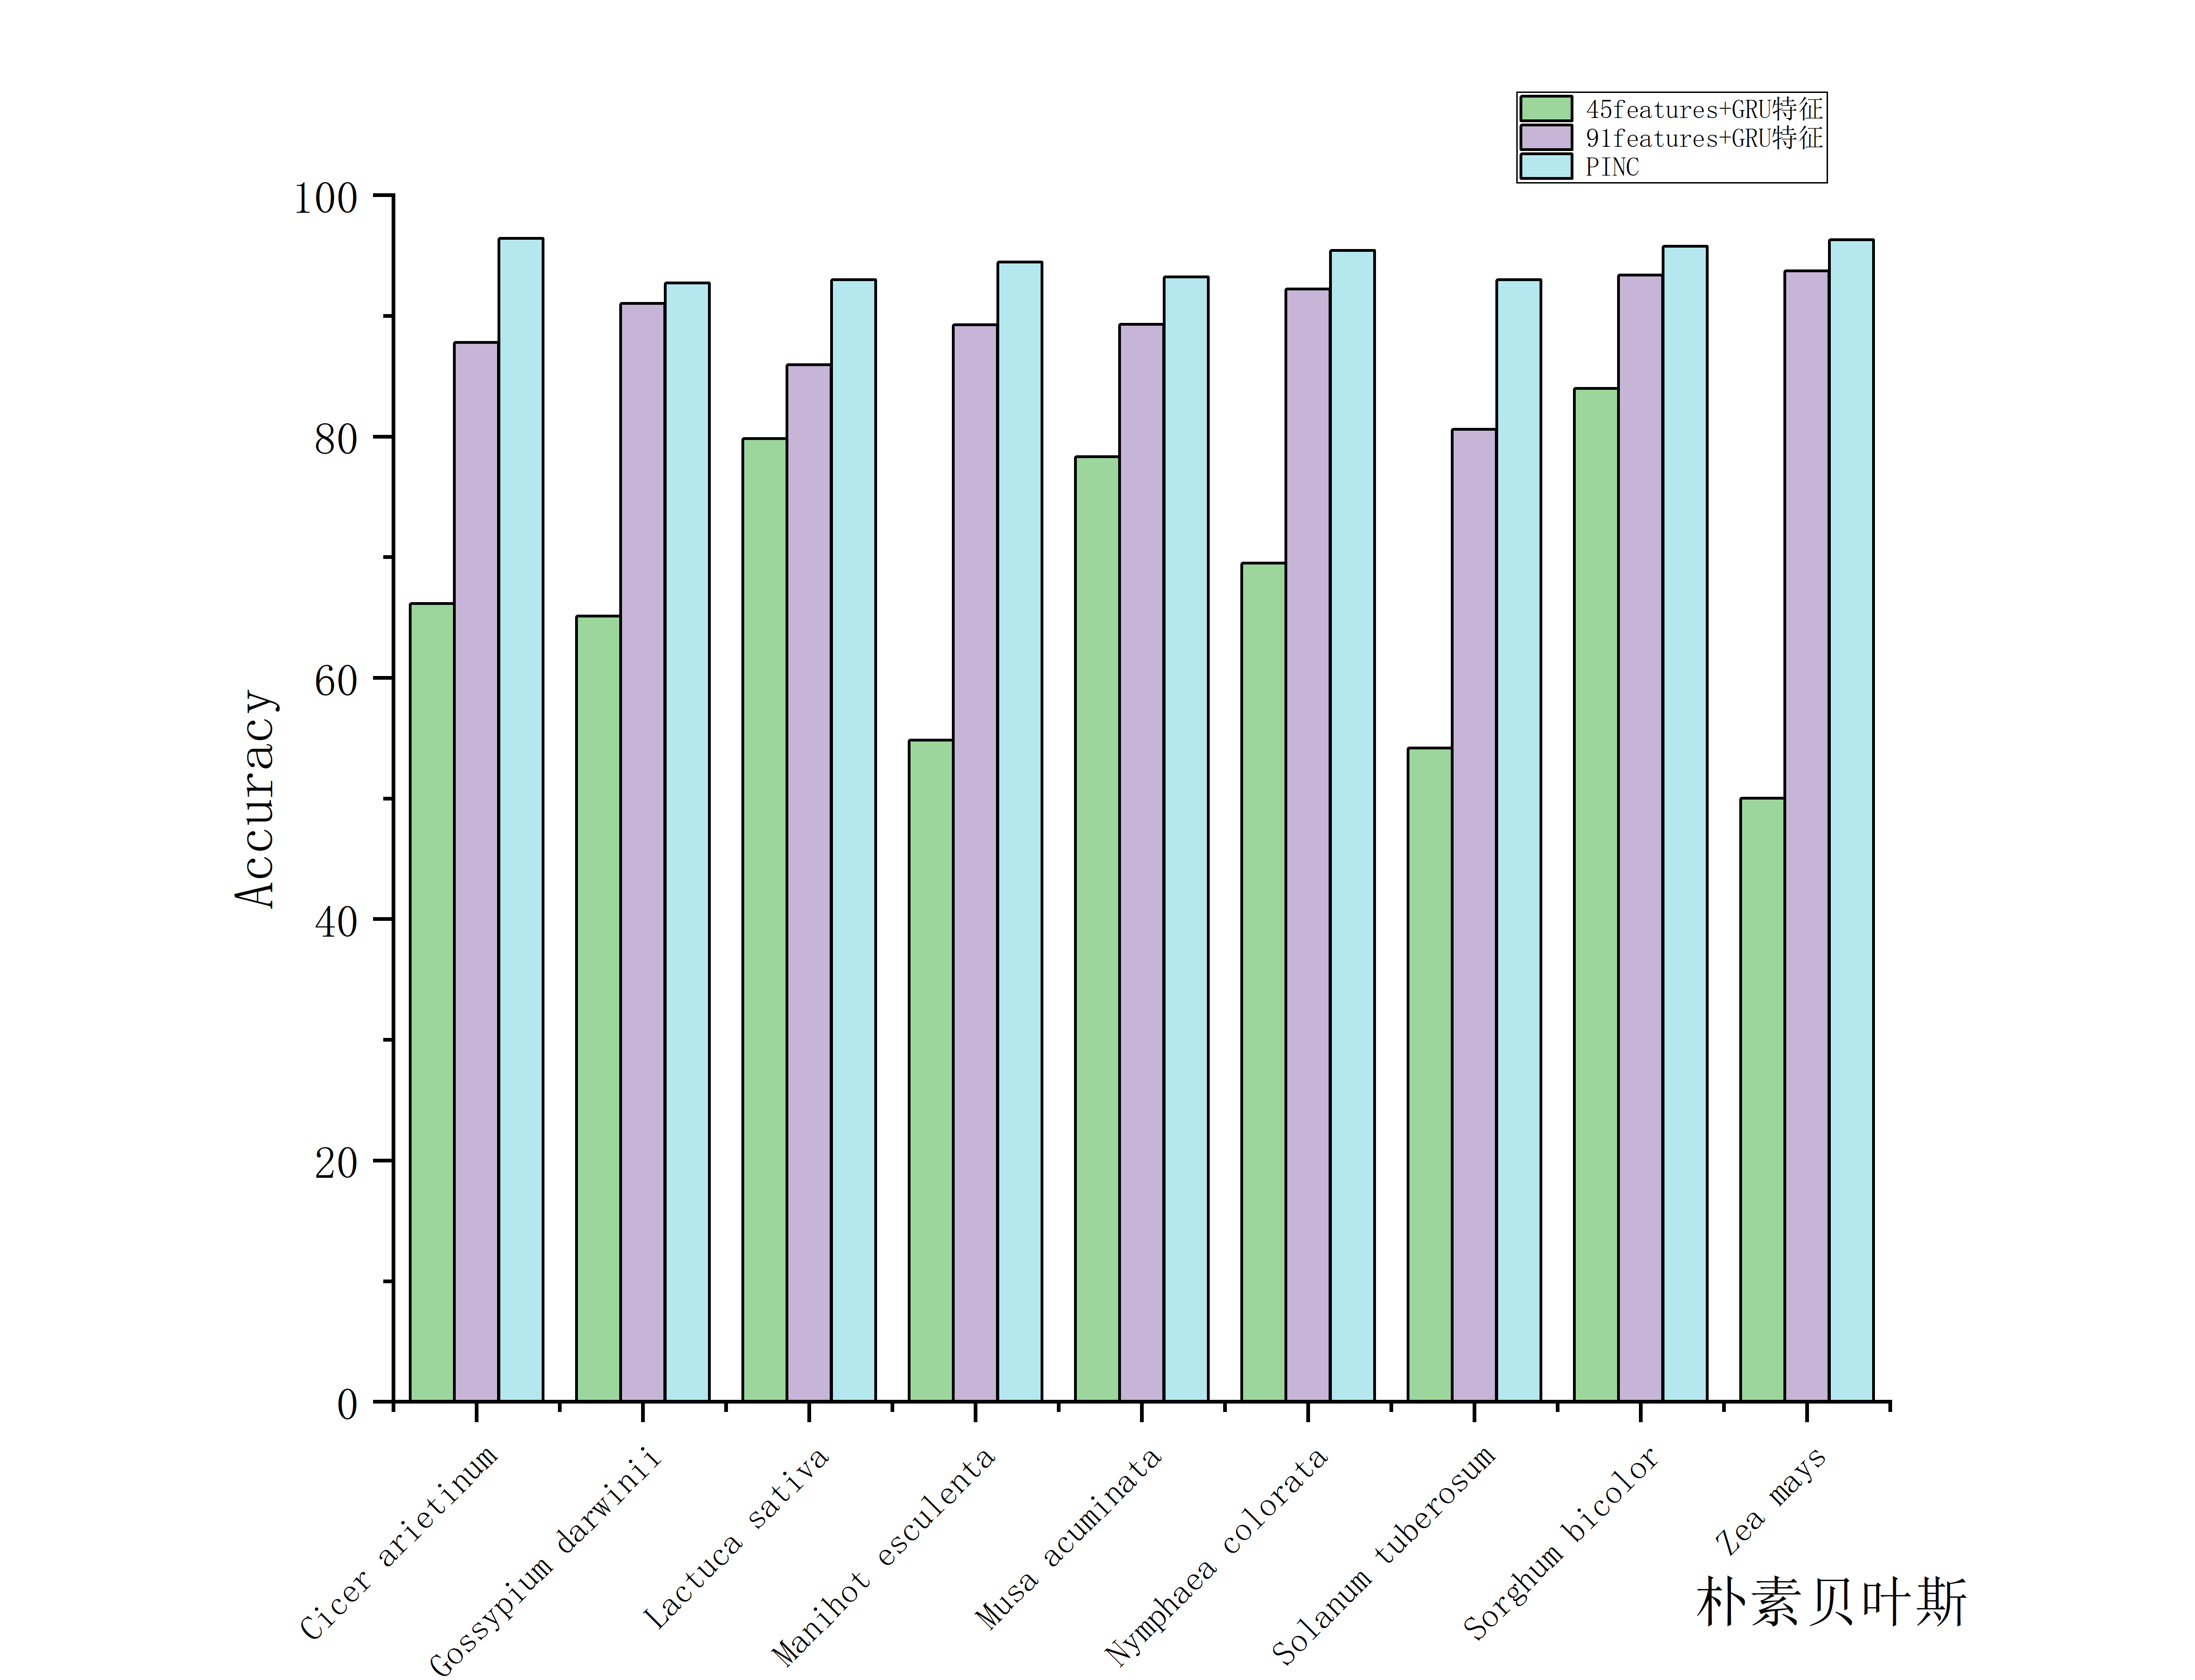 45features+GRU特征
91features+GRU特征
PINC
100
80
60
40
20
0
Accuracy
Cicer arietinum
Gossypium darwinii
Lactuca sativa
Manihot esculenta
Musa acuminata
Nymphaea colorata
Solanum tuberosum
Sorghum bicolor
Zea mays
朴素贝叶斯